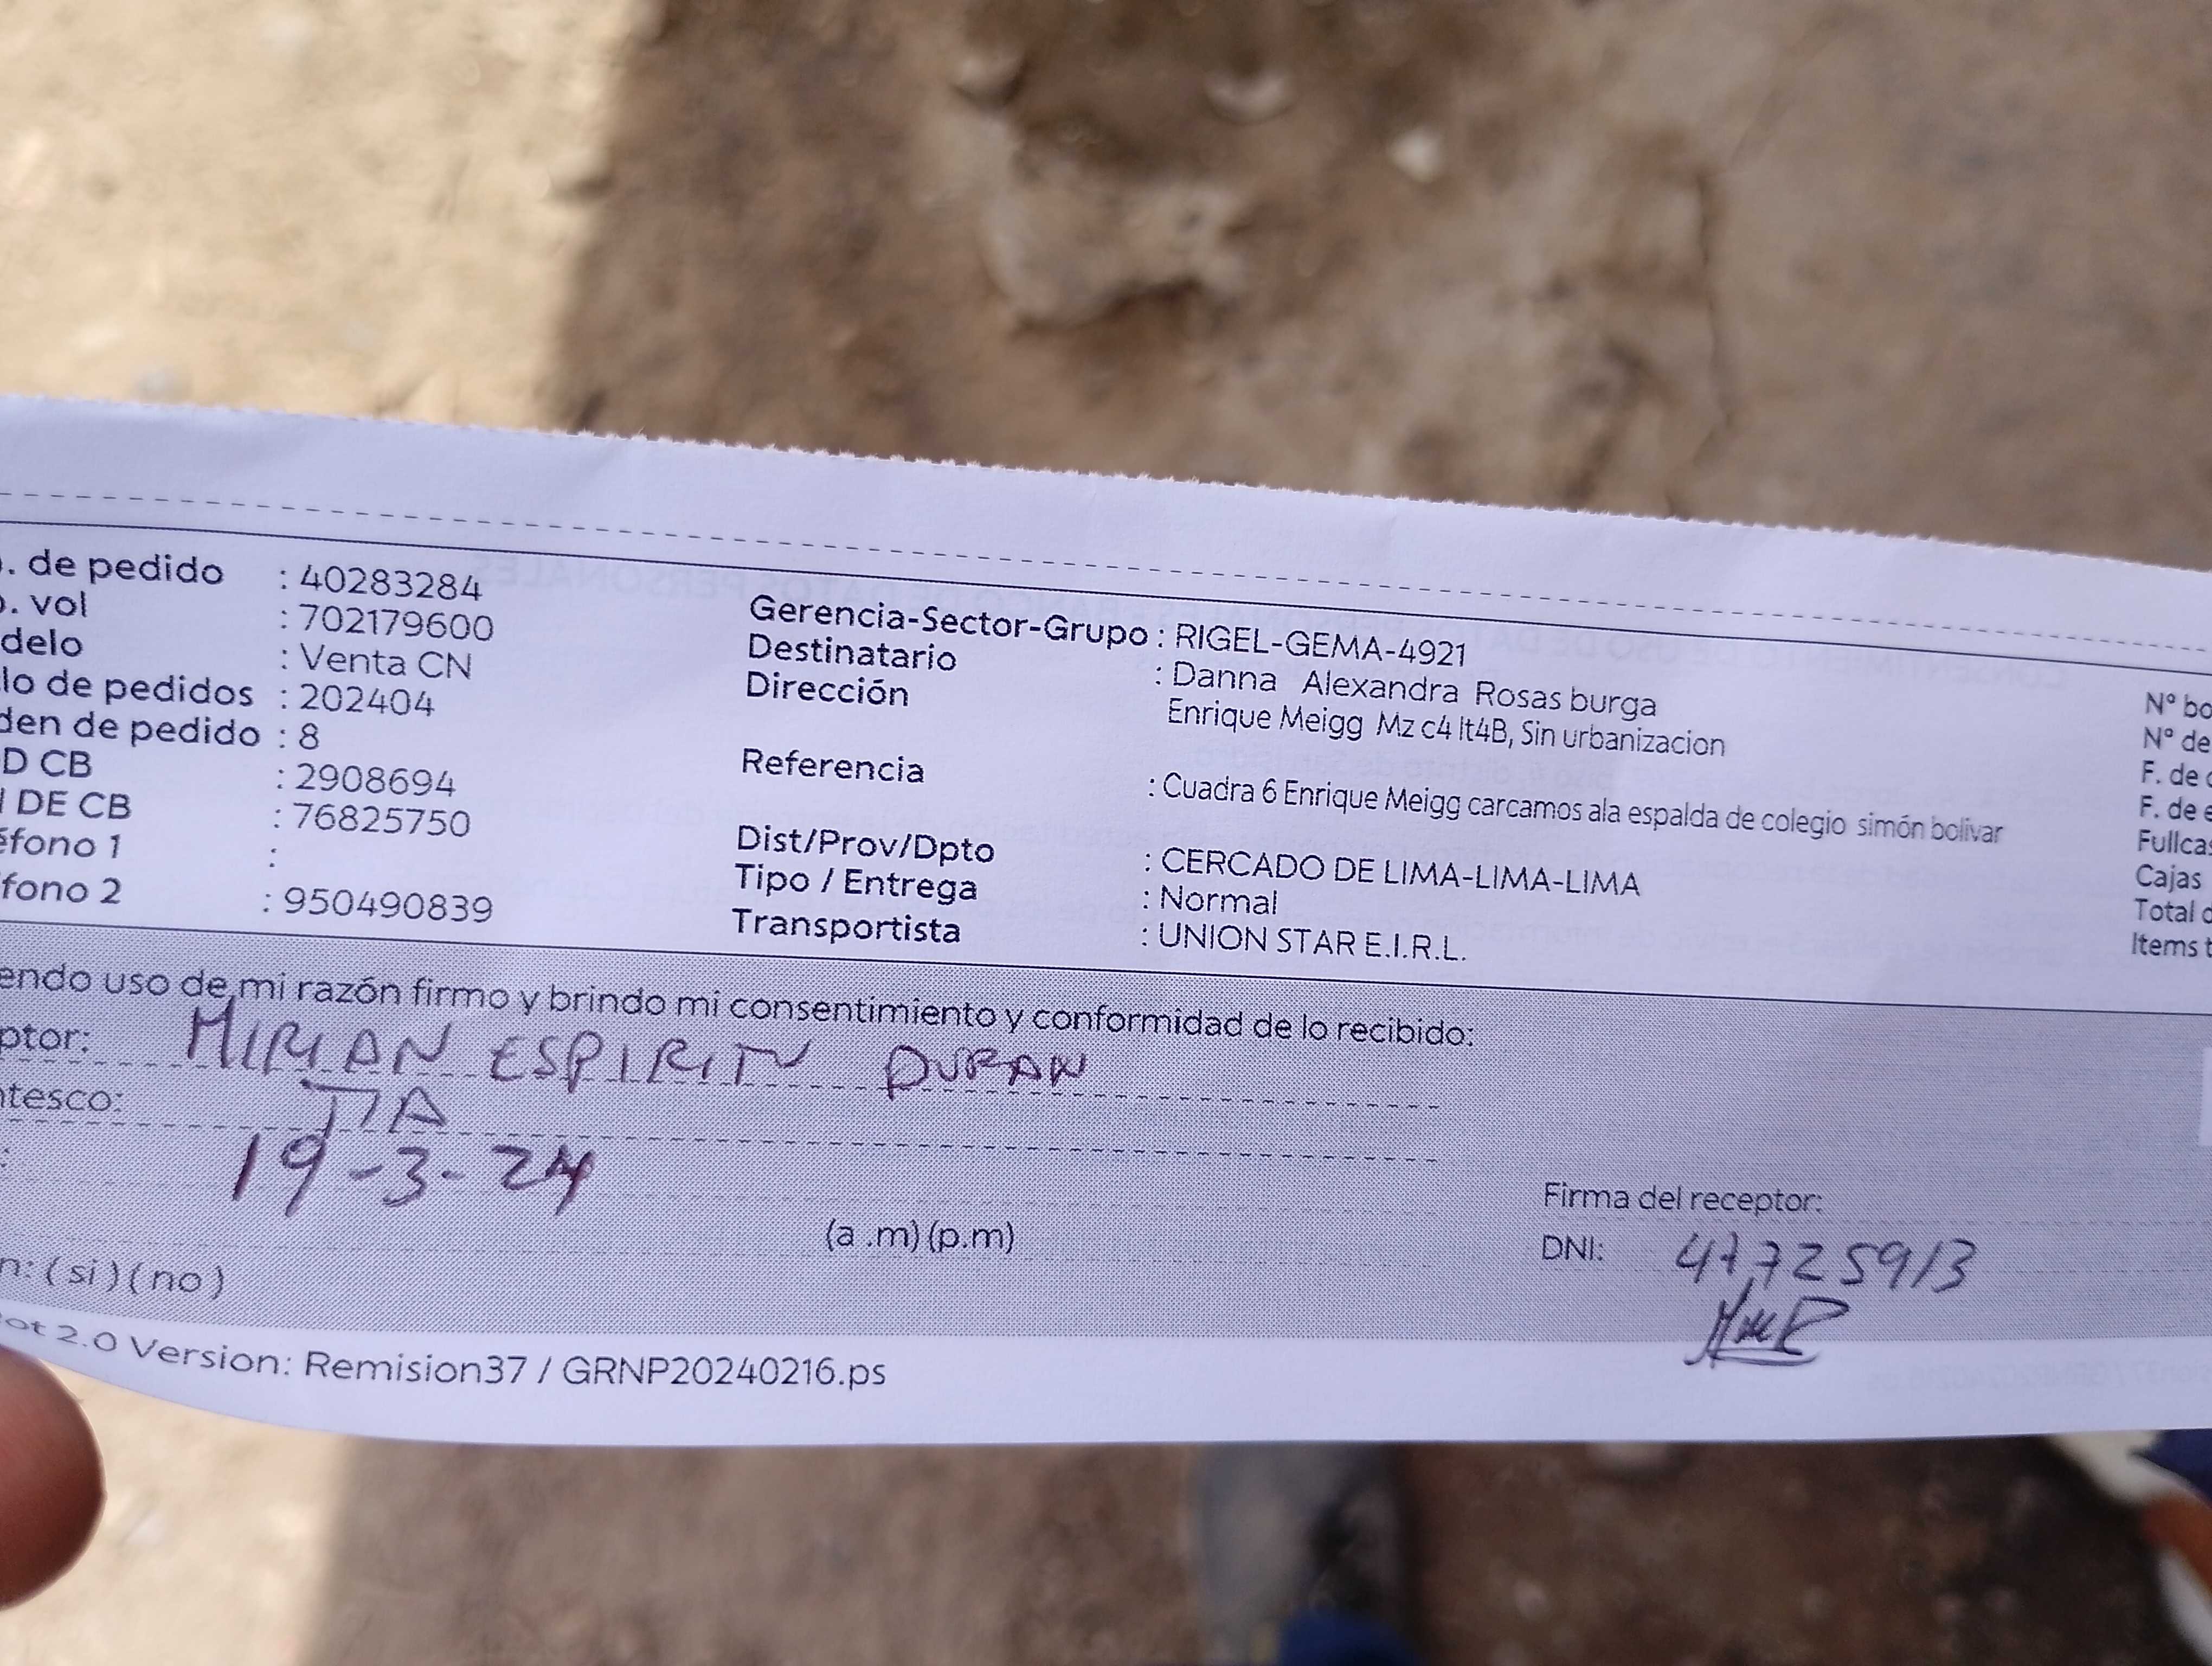 . de pedido : 40283284
. vol : 702179600
delo : Venta CN
lo de pedidos : 202404
den de pedido : 8
D CB : 2908694
DE CB : 76825750
éfono 1 :
fono 2 : 950490839
Gerencia-Sector-Grupo : RIGEL-GEMA-4921
Destinatario : Danna Alexandra Rosas burga
Dirección Enrique Meigg Mz c4 lt4B, Sin urbanizacion
Referencia : Cuadra 6 Enrique Meigg carcamos ala espalda de colegio simón bolivar
Dist/Prov/Dpto : CERCADO DE LIMA-LIMA-LIMA
Tipo / Entrega : Normal
Transportista : UNION STAR E.I.R.L.
Nº bo
Nº de
F. de
F. de e
Fullcas
Cajas
Total
Items t
endo uso de mi razón firmo y brindo mi consentimiento y conformidad de lo recibido:
ptor: MIRIAN ESPIRITU DURAN
ntesco: TIA
: 19-3-24
(a .m) (p.m)
n: ( si ) ( no )
Firma del receptor:
DNI: 47725913
ot 2.0 Version: Remision37 / GRNP20240216.ps